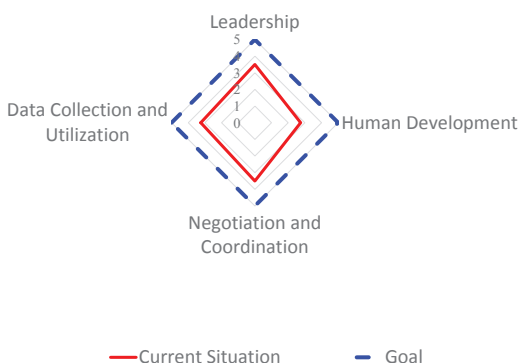 Leadership
5
4
3
2
1
0
Data Collection and
Utilization
Human Development
Negotiation and
Coordination
Current Situation
Goal